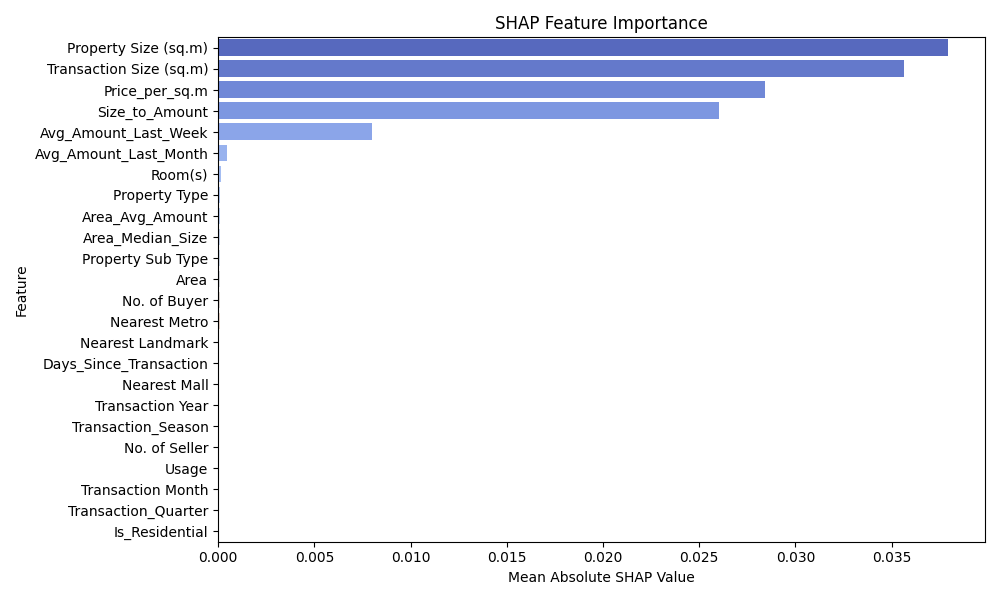 SHAP Feature Importance
Property Size (sq.m)
Transaction Size (sq.m)
Price_per_sq.m
Size_to_Amount
Avg_Amount_Last_Week
Avg_Amount_Last_Month
Room(s)
Property Type
Area_Avg_Amount
Area_Median_Size
Property Sub Type
Area
No. of Buyer
Nearest Metro
Nearest Landmark
Days_Since_Transaction
Nearest Mall
Transaction Year
Transaction_Season
No. of Seller
Usage
Transaction Month
Transaction_Quarter
Is_Residential
Feature
0.000 0.005 0.010 0.015 0.020 0.025 0.030 0.035
Mean Absolute SHAP Value